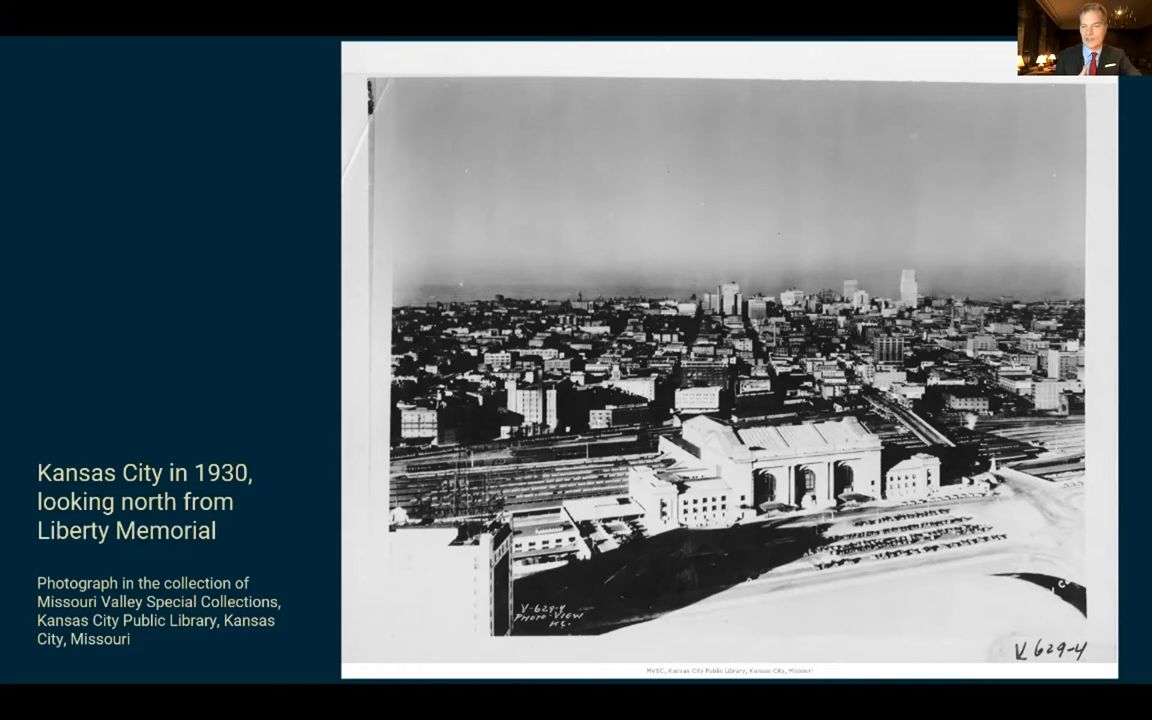 Kansas City in 1930,
looking north from
Liberty Memorial
Photograph in the collection of
Missouri Valley Special Collections,
Kansas City Public Library, Kansas
City, Missouri
V-629-4
PHOTO-VIEW
K.C.
V 629-4
MVSC, Kansas City Public Library, Kansas City, Missouri